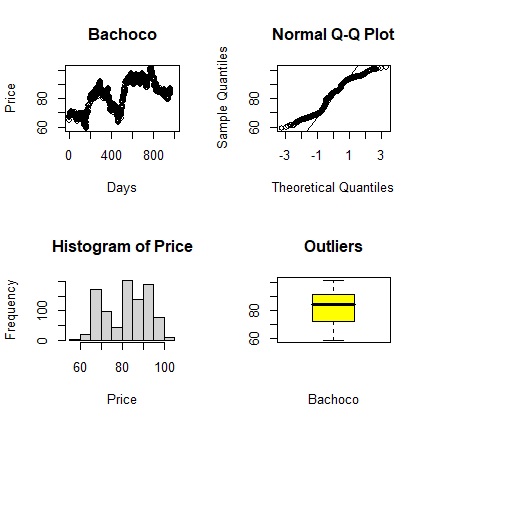 Bachoco
Price
60 80
0 400 800
Days
Normal Q-Q Plot
Sample Quantiles
60 80
-3 -1 1 3
Theoretical Quantiles
Histogram of Price
Frequency
0 100
60 80 100
Price
Outliers
60 80
Bachoco